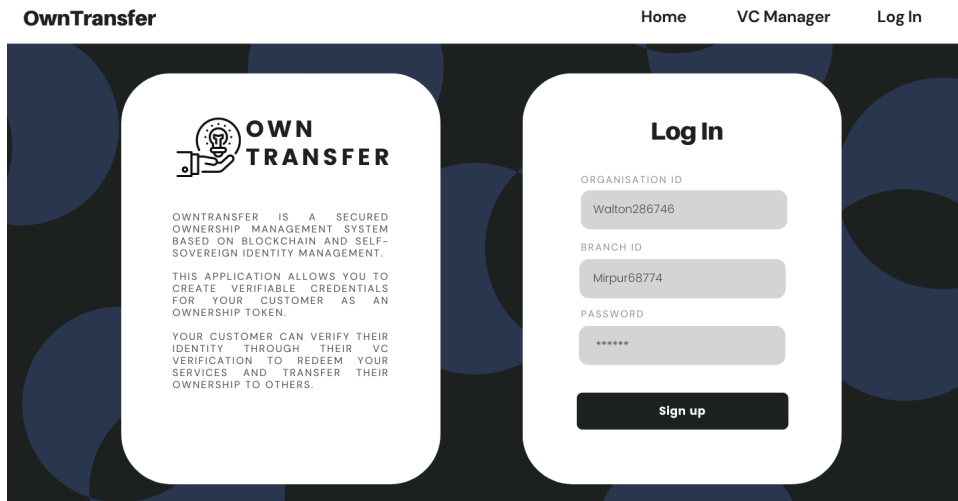 OwnTransfer
Home
VC Manager
Log In
OWN
TRANSFER
OWNTRANSFER IS A SECURED
OWNERSHIP MANAGEMENT SYSTEM
BASED ON BLOCKCHAIN AND SELF-
SOVEREIGN IDENTITY MANAGEMENT.
THIS APPLICATION ALLOWS YOU TO
CREATE VERIFIABLE CREDENTIALS
FOR YOUR CUSTOMER AS AN
OWNERSHIP TOKEN.
YOUR CUSTOMER CAN VERIFY THEIR
IDENTITY THROUGH THEIR VC
VERIFICATION TO REDEEM YOUR
SERVICES AND TRANSFER THEIR
OWNERSHIP TO OTHERS.
Log In
ORGANISATION ID
Walton286746
BRANCH ID
Mirpur68774
PASSWORD
******
Sign up